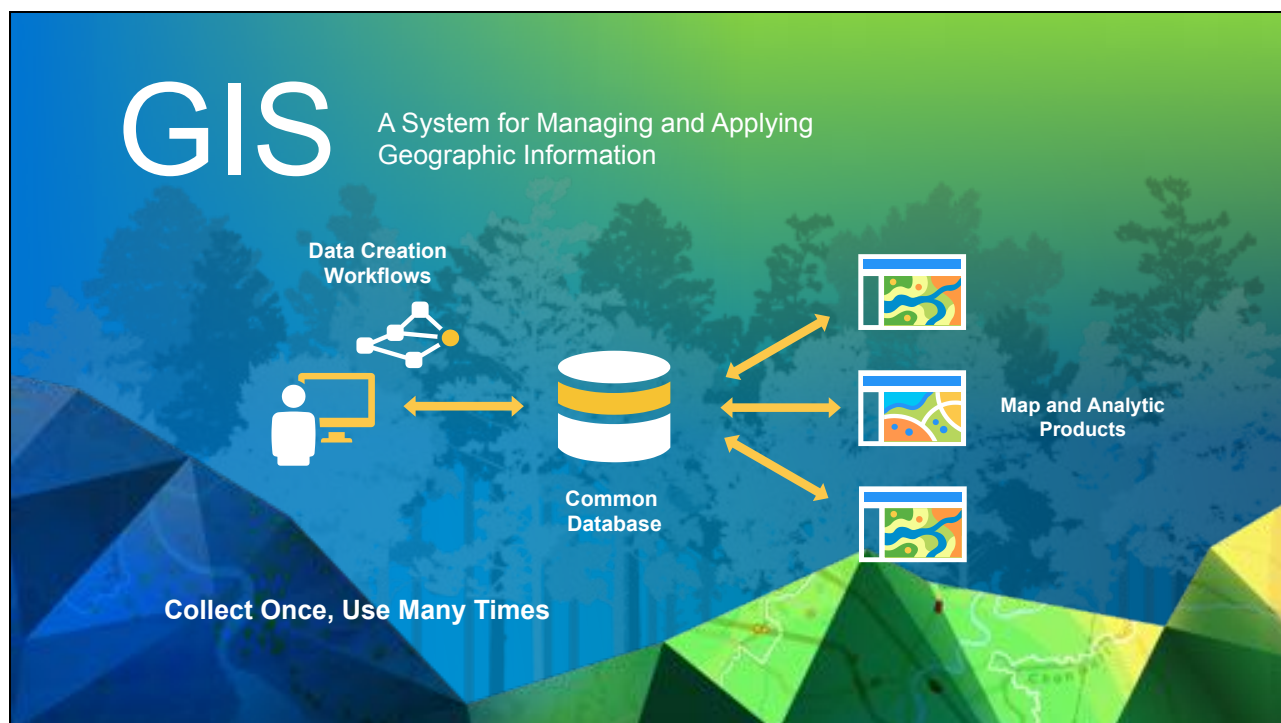 GIS
A System for Managing and Applying
Geographic Information
Data Creation
Workflows
Common
Database
Map and Analytic
Products
Collect Once, Use Many Times